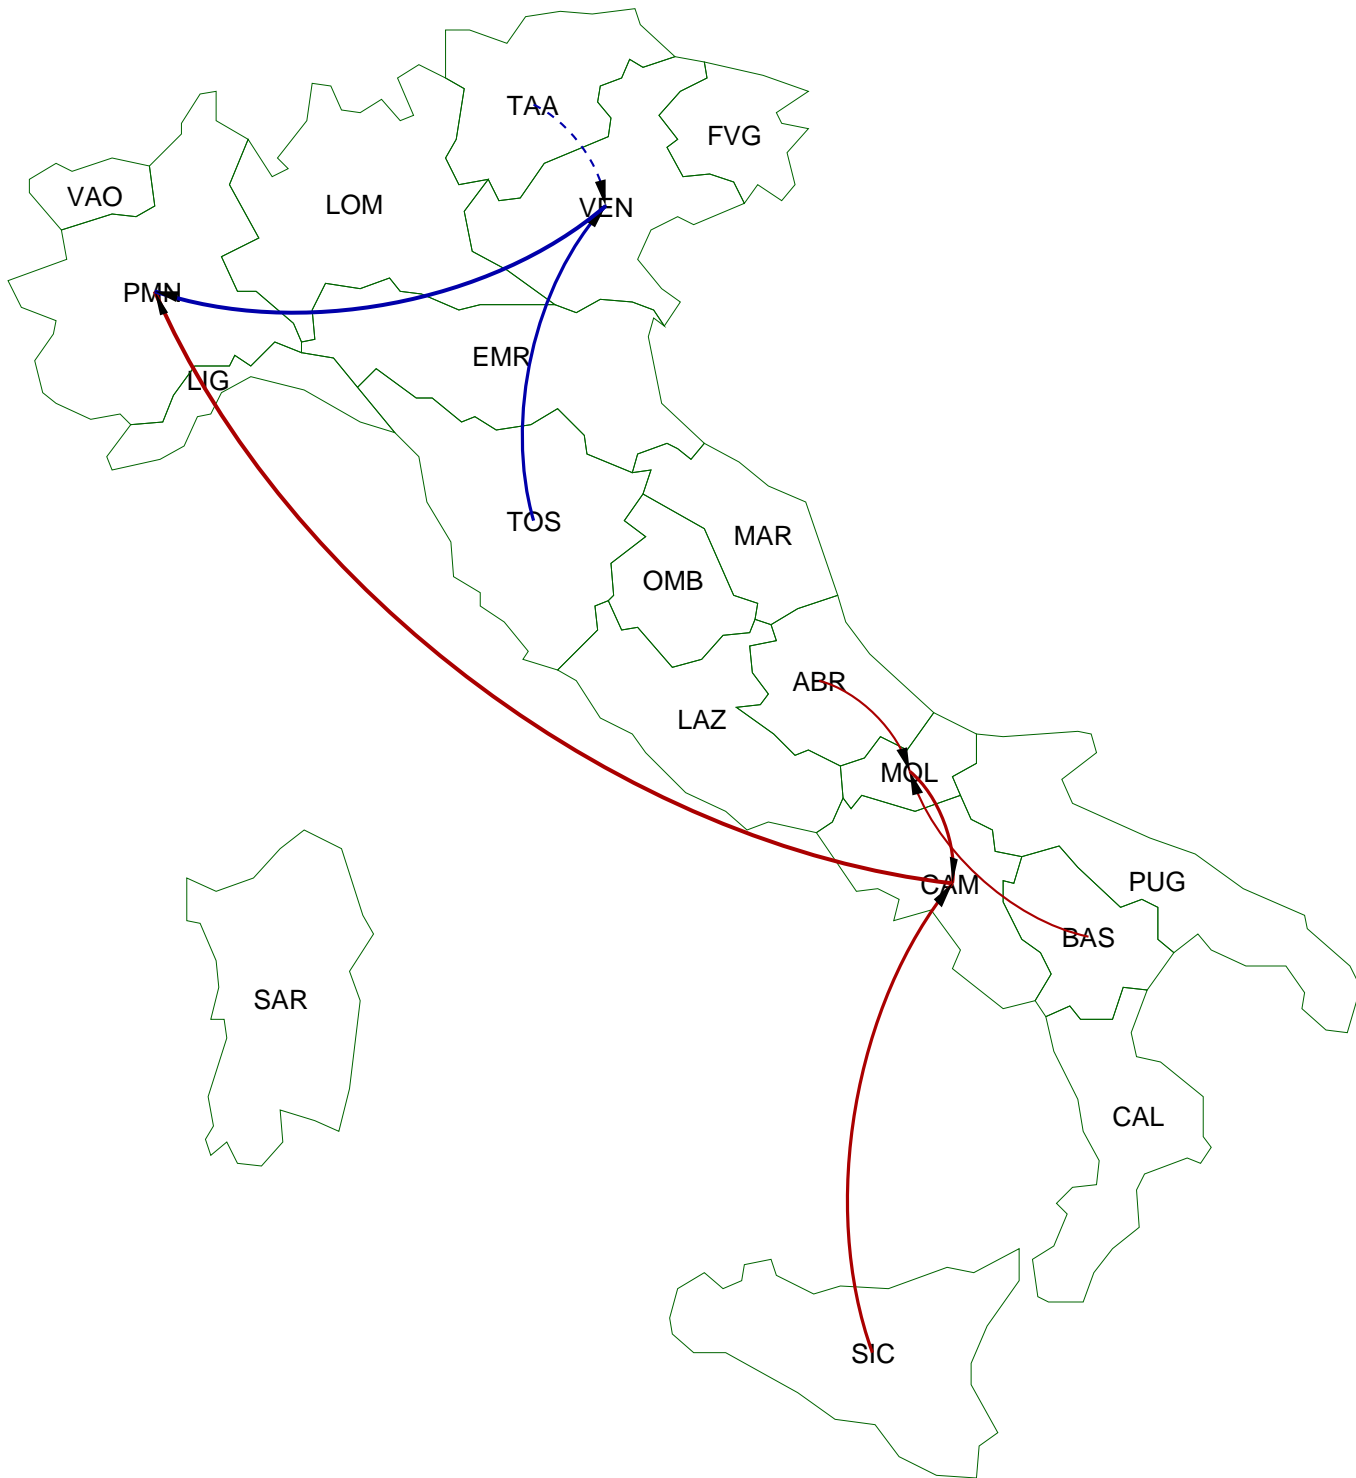 TAA
FVG
VAO
LOM
VEN
PMN
EMR
LIG
TOS
MAR
OMB
ABR
LAZ
MOL
CAM
PUG
BAS
SAR
CAL
SIC